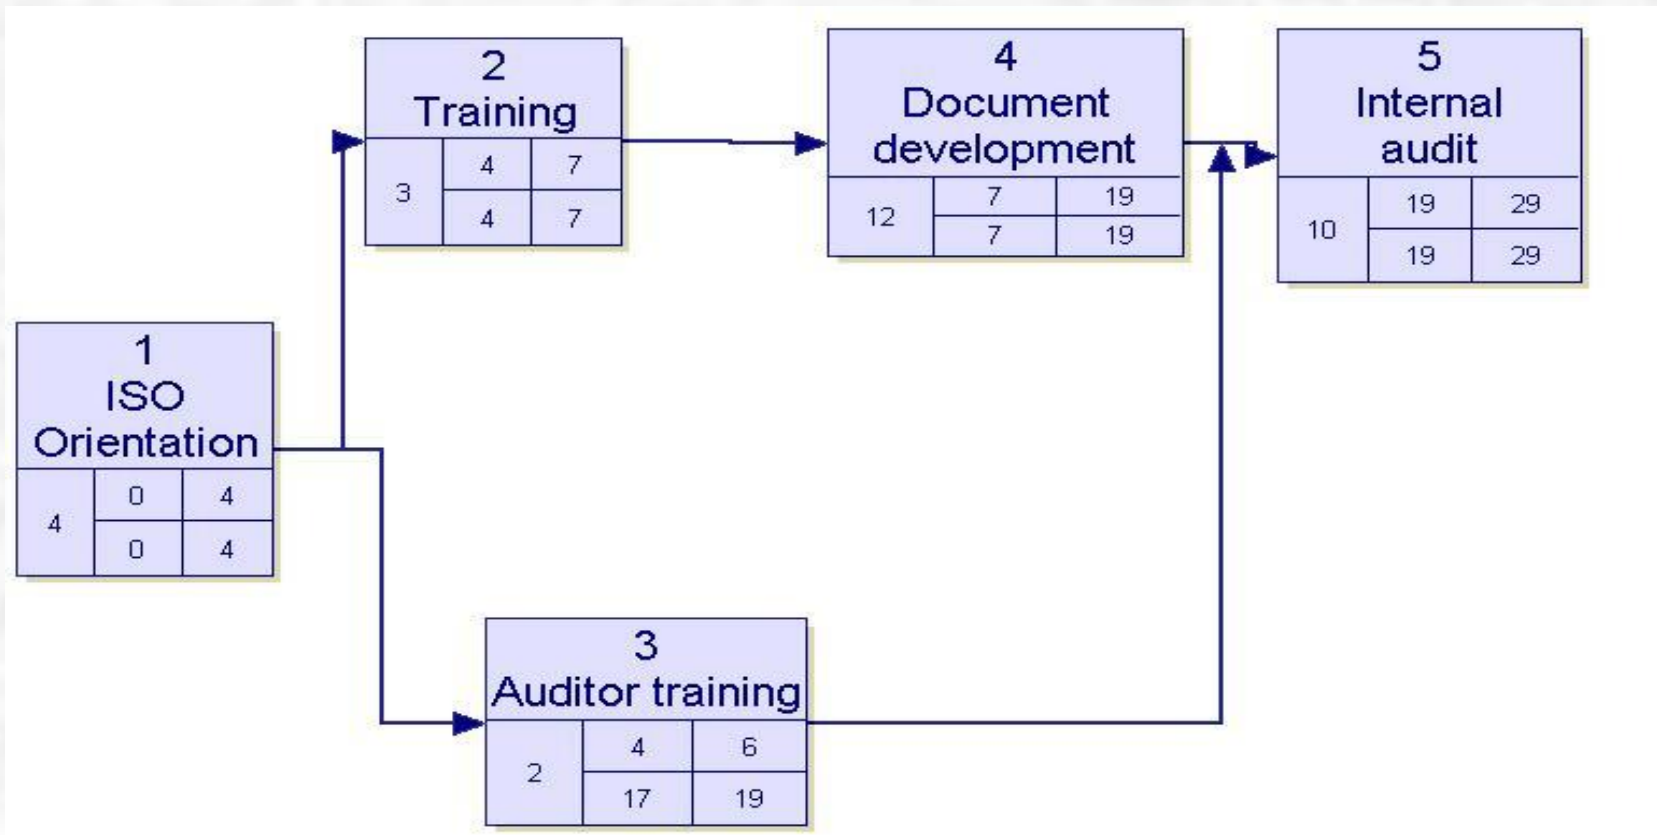 2
Training
3
4 7
4 7
4
Document
development
12
7 19
7 19
5
Internal
audit
10
19 29
19 29
1
ISO
Orientation
4
0 4
0 4
3
Auditor training
2
4 6
17 19